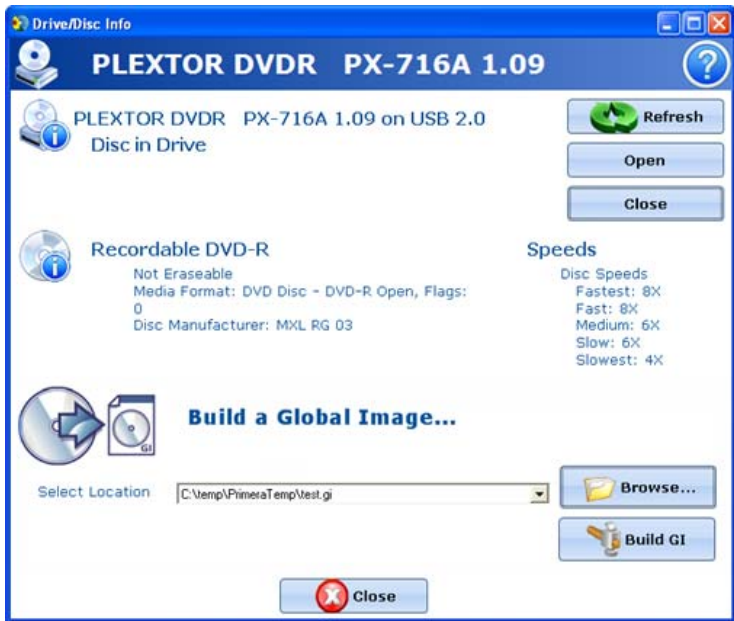 Drive/Disc Info
PLEXTOR DVDR PX-716A 1.09
?
PLEXTOR DVDR PX-716A 1.09 on USB 2.0
Disc in Drive
Refresh
Open
Close
Recordable DVD-R
Not Eraseable
Media Format: DVD Disc - DVD-R Open, Flags:
0
Disc Manufacturer: MXL RG 03
Speeds
Disc Speeds
Fastest: 8X
Fast: 8X
Medium: 6X
Slow: 6X
Slowest: 4X
GI
Build a Global Image...
Select Location
C:\temp\PrimeraTemp\test.gi
Browse...
Build GI
Close